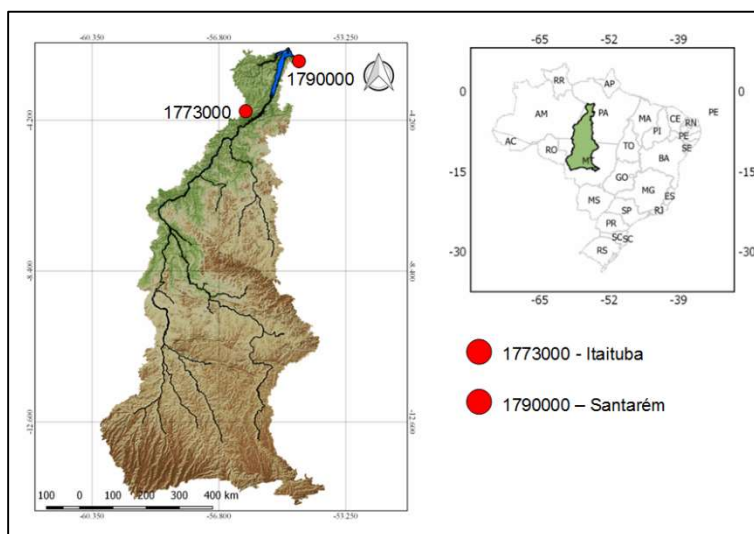 -60.350
-56.800
-53.250
1790000
1773000
-4.200
-4.200
-8.400
-8.400
-12.600
-12.600
100 0 100 200 300 400 km
-60.350
-56.800
-53.250
-65
-52
-39
0
0
RR
AP
AM
PA
MA
CE
RN
PE
PI
PE
AC
SE
RO
TO
BA
MT
-15
-15
GO
MG
ES
MS
SP
RJ
PR
SC
SC
RS
-30
-30
-65
-52
-39
1773000 - Itaituba
1790000 – Santarém